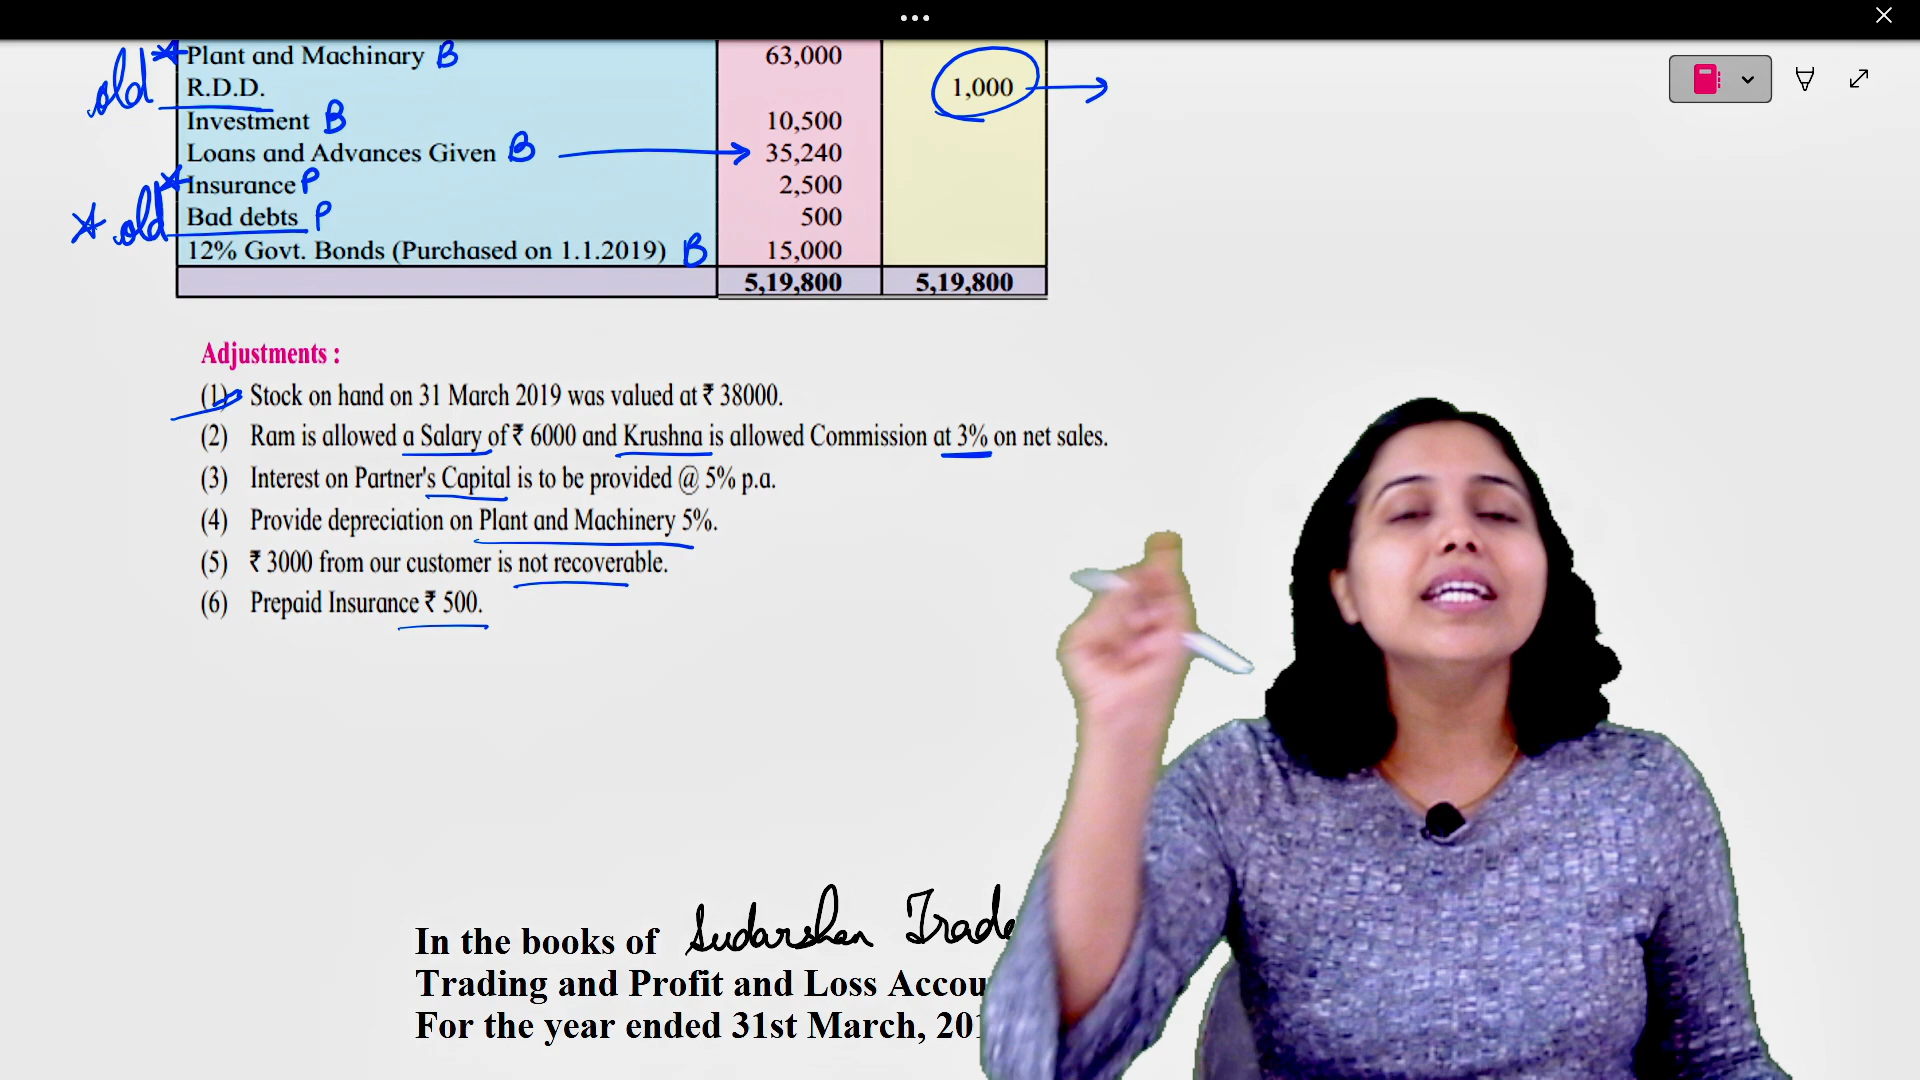 old * Plant and Machinary B 63,000
R.D.D. 1,000
Investment B 10,500
Loans and Advances Given B 35,240
* Insurance P 2,500
* old Bad debts P 500
12% Govt. Bonds (Purchased on 1.1.2019) B 15,000
5,19,800 5,19,800
Adjustments :
(1) Stock on hand on 31 March 2019 was valued at ₹ 38000.
(2) Ram is allowed a Salary of ₹ 6000 and Krushna is allowed Commission at 3% on net sales.
(3) Interest on Partner's Capital is to be provided @ 5% p.a.
(4) Provide depreciation on Plant and Machinery 5%.
(5) ₹ 3000 from our customer is not recoverable.
(6) Prepaid Insurance ₹ 500.
In the books of Sudarshan Trade
Trading and Profit and Loss Accou
For the year ended 31st March, 201